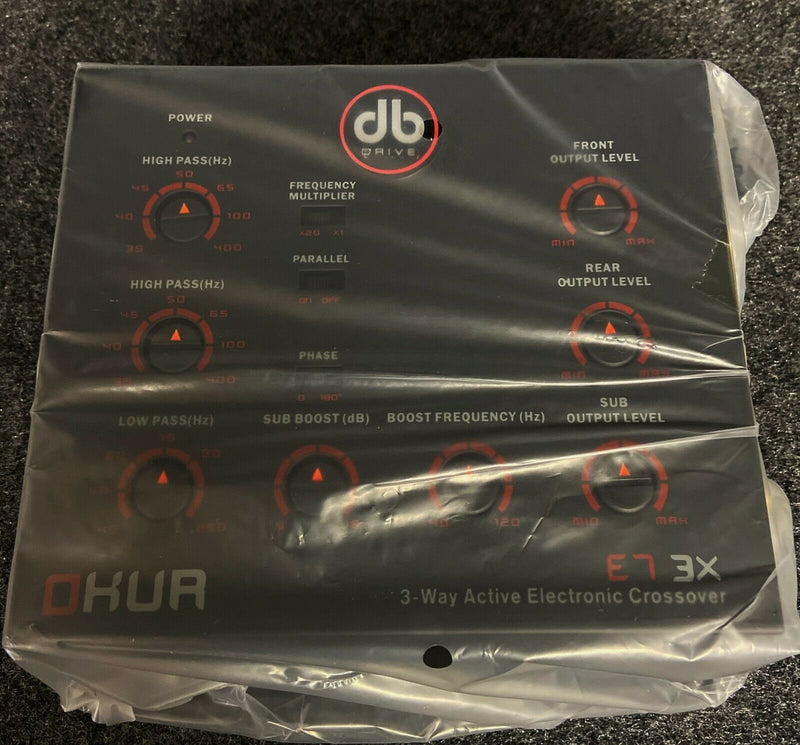 db
DRIVE
POWER
HIGH PASS(Hz)
50
45 65
40 100
35 400
FREQUENCY
MULTIPLIER
X20 X1
FRONT
OUTPUT LEVEL
MIN MAX
PARALLEL
ON OFF
HIGH PASS(Hz)
50
45 65
40 100
35 400
REAR
OUTPUT LEVEL
MIN MAX
PHASE
0 180°
LOW PASS(Hz)
SUB BOOST (dB)
BOOST FREQUENCY (Hz)
120
SUB
OUTPUT LEVEL
MIN MAX
OKUR
E7 3X
3-Way Active Electronic Crossover